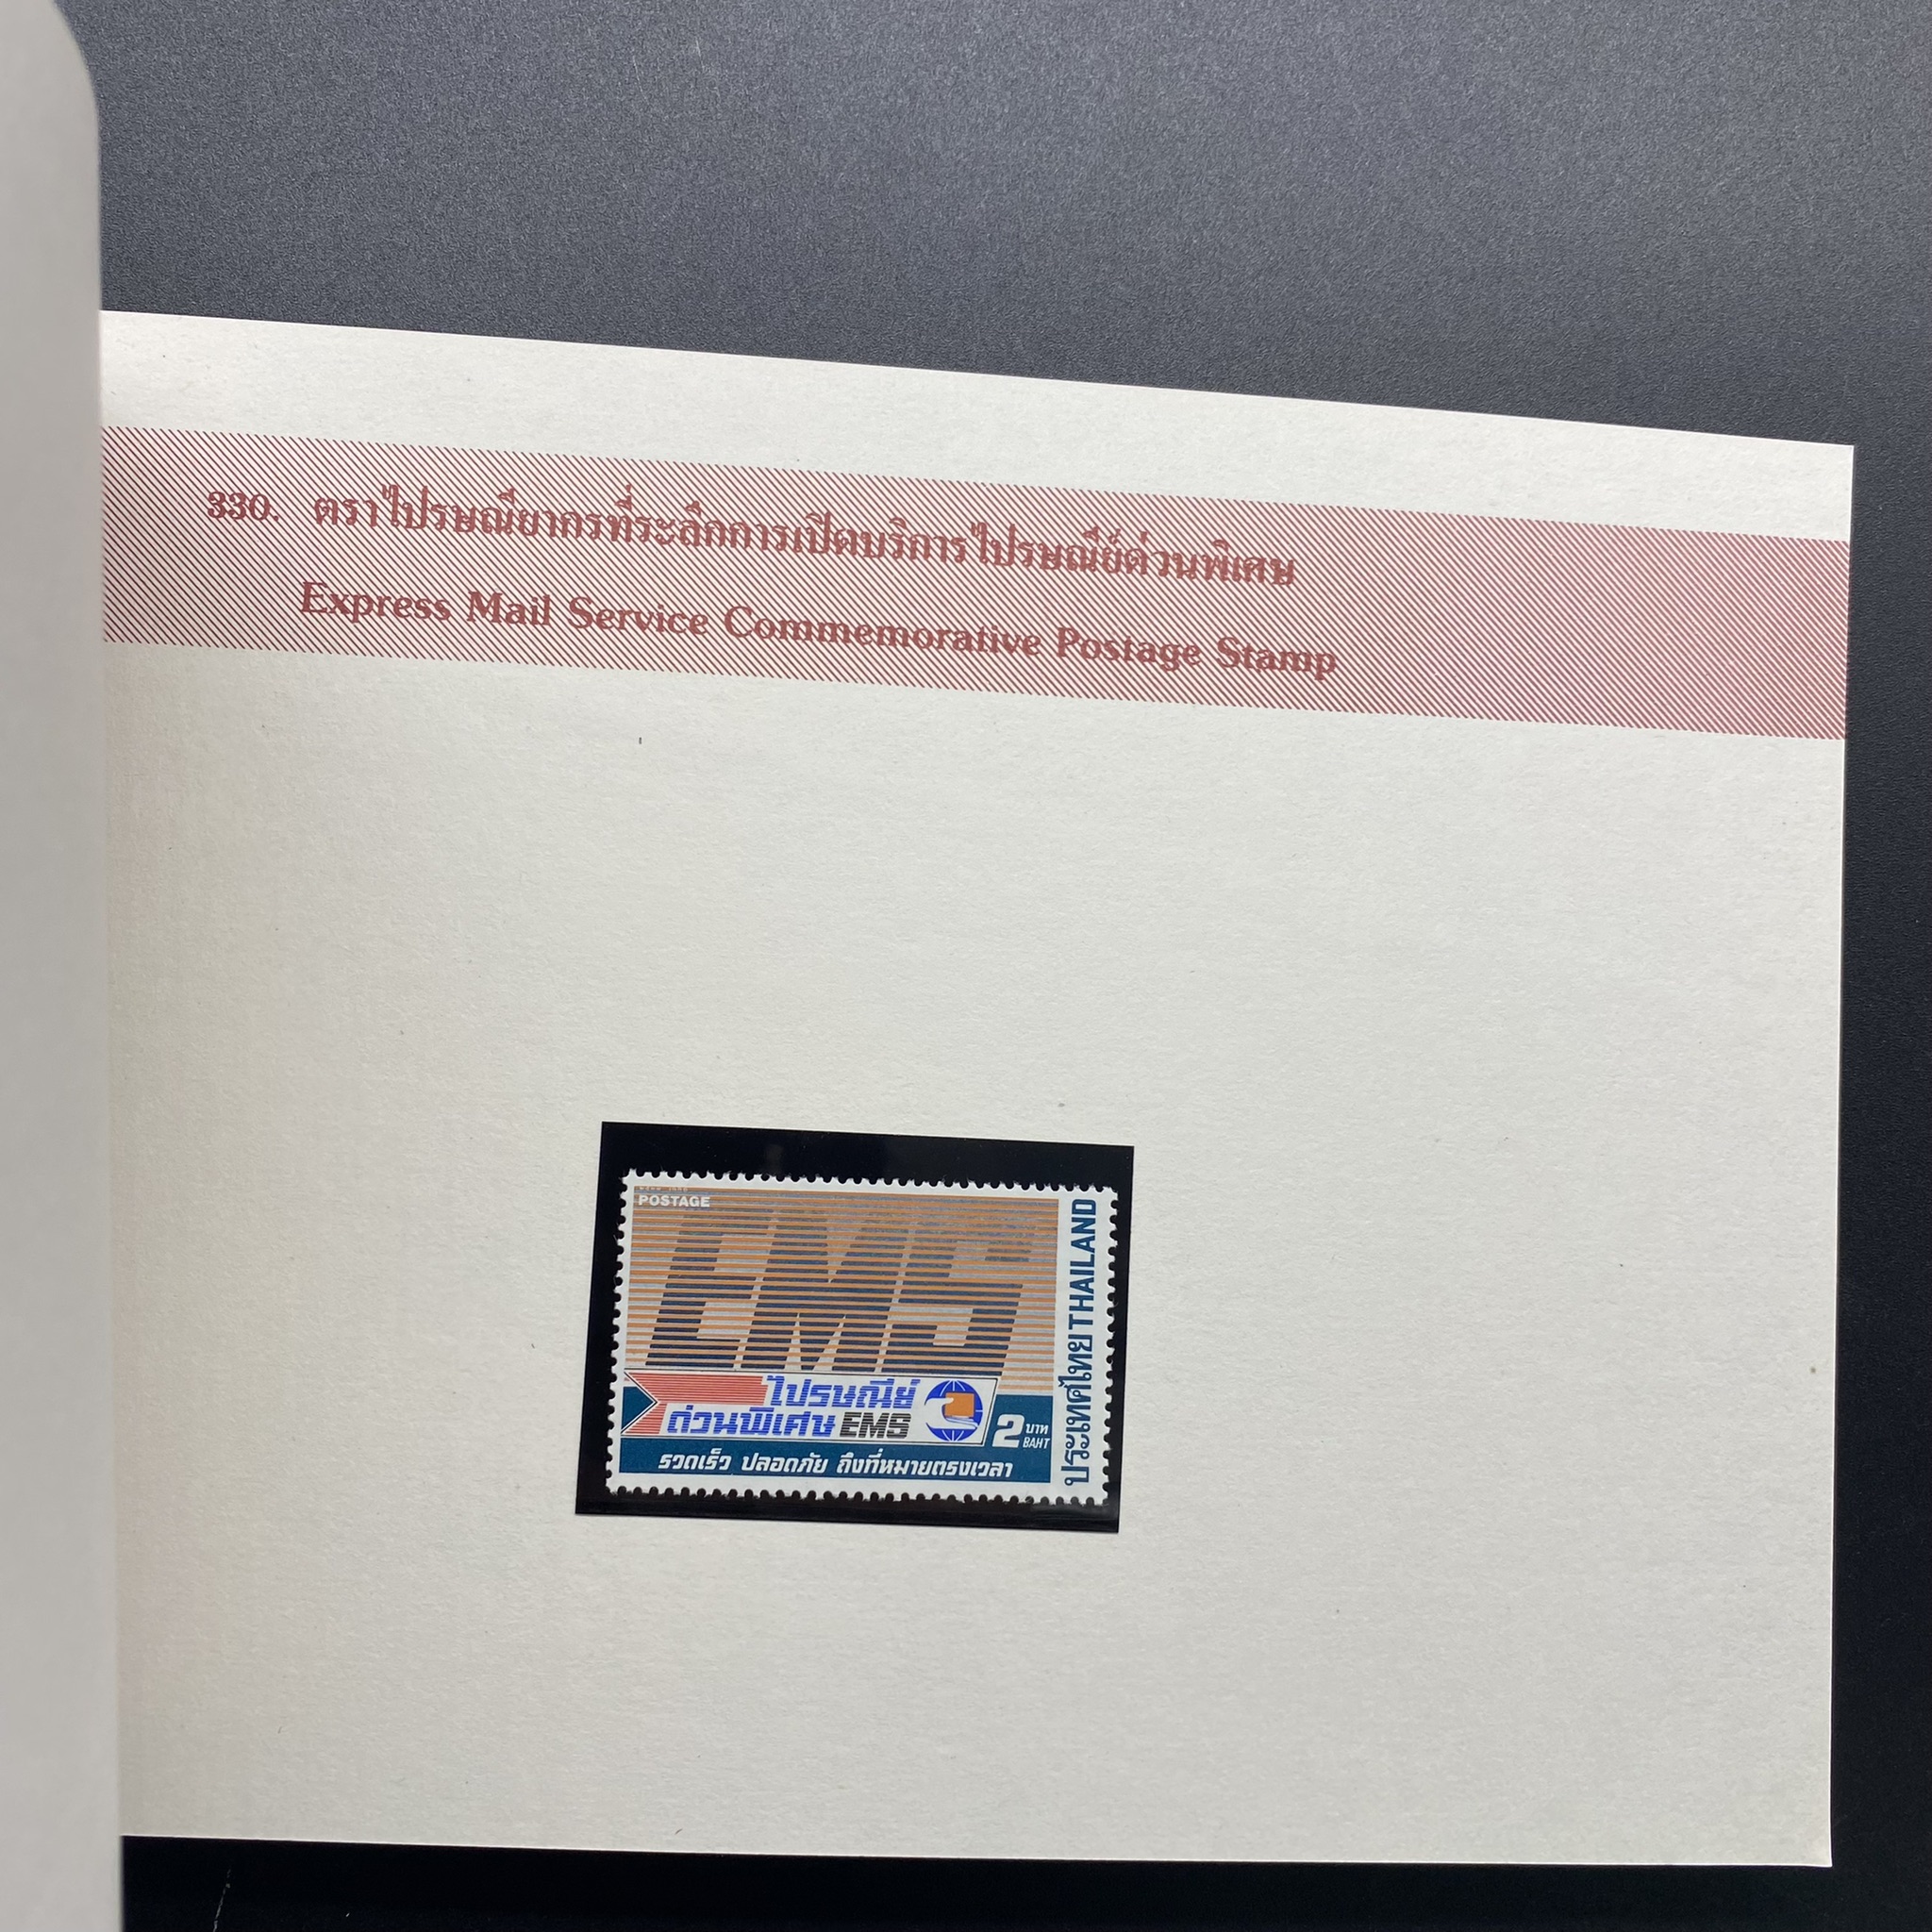 330. ตราไปรษณียากรที่ระลึกการเปิดบริการไปรษณีย์ด่วนพิเศษ
Express Mail Service Commemorative Postage Stamp
POSTAGE
EMS
ไปรษณีย์
ด่วนพิเศษ EMS
2 บาท
BAHT
รวดเร็ว ปลอดภัย ถึงที่หมายตรงเวลา
ประเทศไทย THAILAND